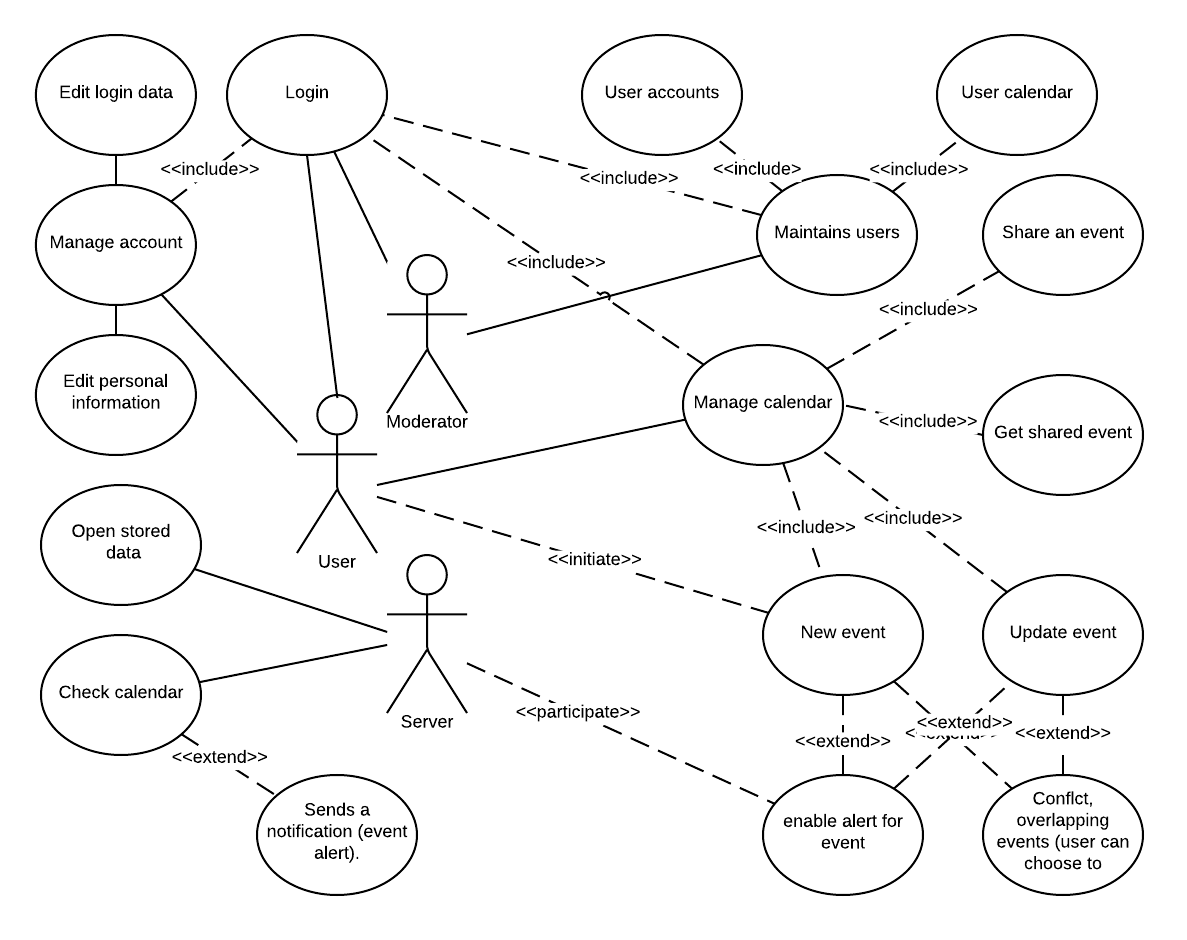 Edit login data
Login
User accounts
User calendar
<<include>>
<<include>>
<<include>
<<include>>
Manage account
Maintains users
Share an event
<<include>>
<<include>>
Edit personal
information
Moderator
Manage calendar
<<include>>
Get shared event
Open stored
data
User
<<initiate>>
<<include>>
<<include>>
Check calendar
Server
New event
Update event
<<participate>>
<<extend>>
<<extend>>
<<extend>>
<<extend>>
<<extend>>
Sends a
notification (event
alert).
enable alert for
event
Conflct,
overlapping
events (user can
choose to